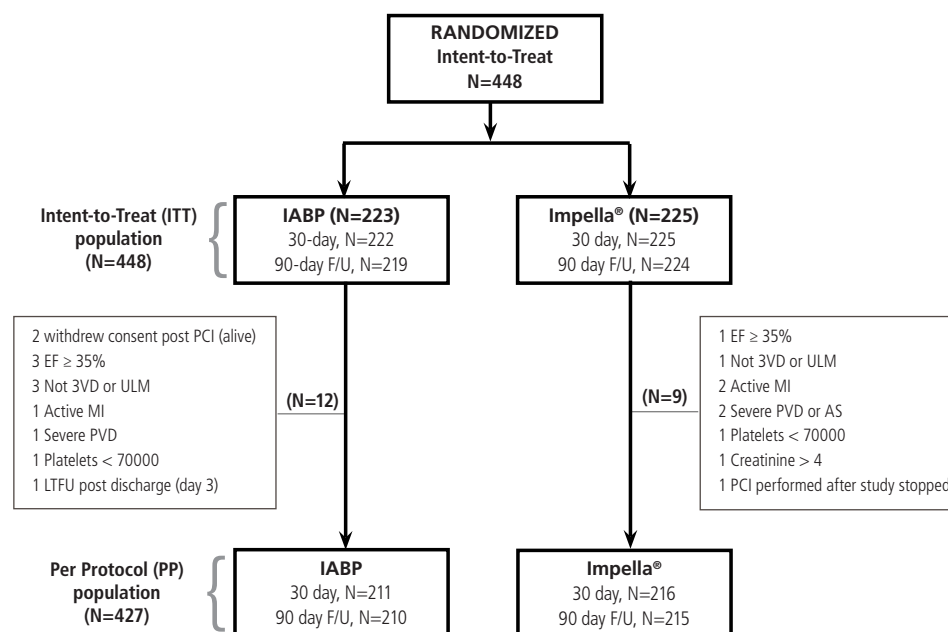 RANDOMIZED
Intent-to-Treat
N=448
Intent-to-Treat (ITT)
population
(N=448)
IABP (N=223)
30-day, N=222
90-day F/U, N=219
Impella® (N=225)
30 day, N=225
90 day F/U, N=224
2 withdrew consent post PCI (alive)
3 EF ≥ 35%
3 Not 3VD or ULM
1 Active MI
1 Severe PVD
1 Platelets < 70000
1 LTFU post discharge (day 3)
(N=12)
(N=9)
1 EF ≥ 35%
1 Not 3VD or ULM
2 Active MI
2 Severe PVD or AS
1 Platelets < 70000
1 Creatinine > 4
1 PCI performed after study stopped
Per Protocol (PP)
population
(N=427)
IABP
30 day, N=211
90 day F/U, N=210
Impella®
30 day, N=216
90 day F/U, N=215